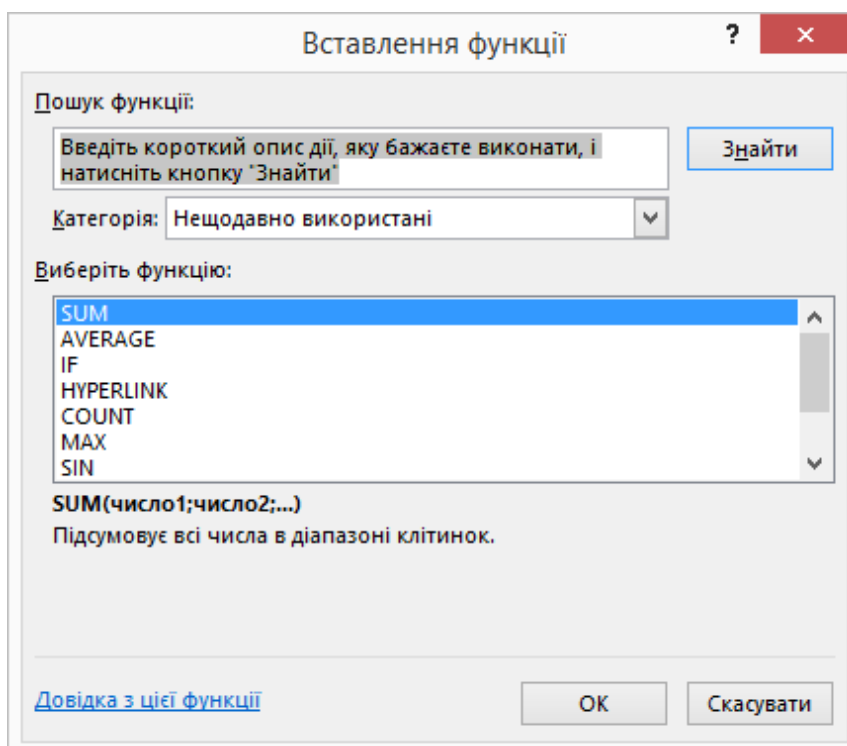 Вставлення функції
?
Пошук функції:
Введіть короткий опис дії, яку бажаєте виконати, і
натисніть кнопку "Знайти"
Знайти
Категорія: Нещодавно використані
Виберіть функцію:
SUM
AVERAGE
IF
HYPERLINK
COUNT
MAX
SIN
SUM(число1;число2;...)
Підсумовує всі числа в діапазоні клітинок.
Довідка з цієї функції
OK
Скасувати